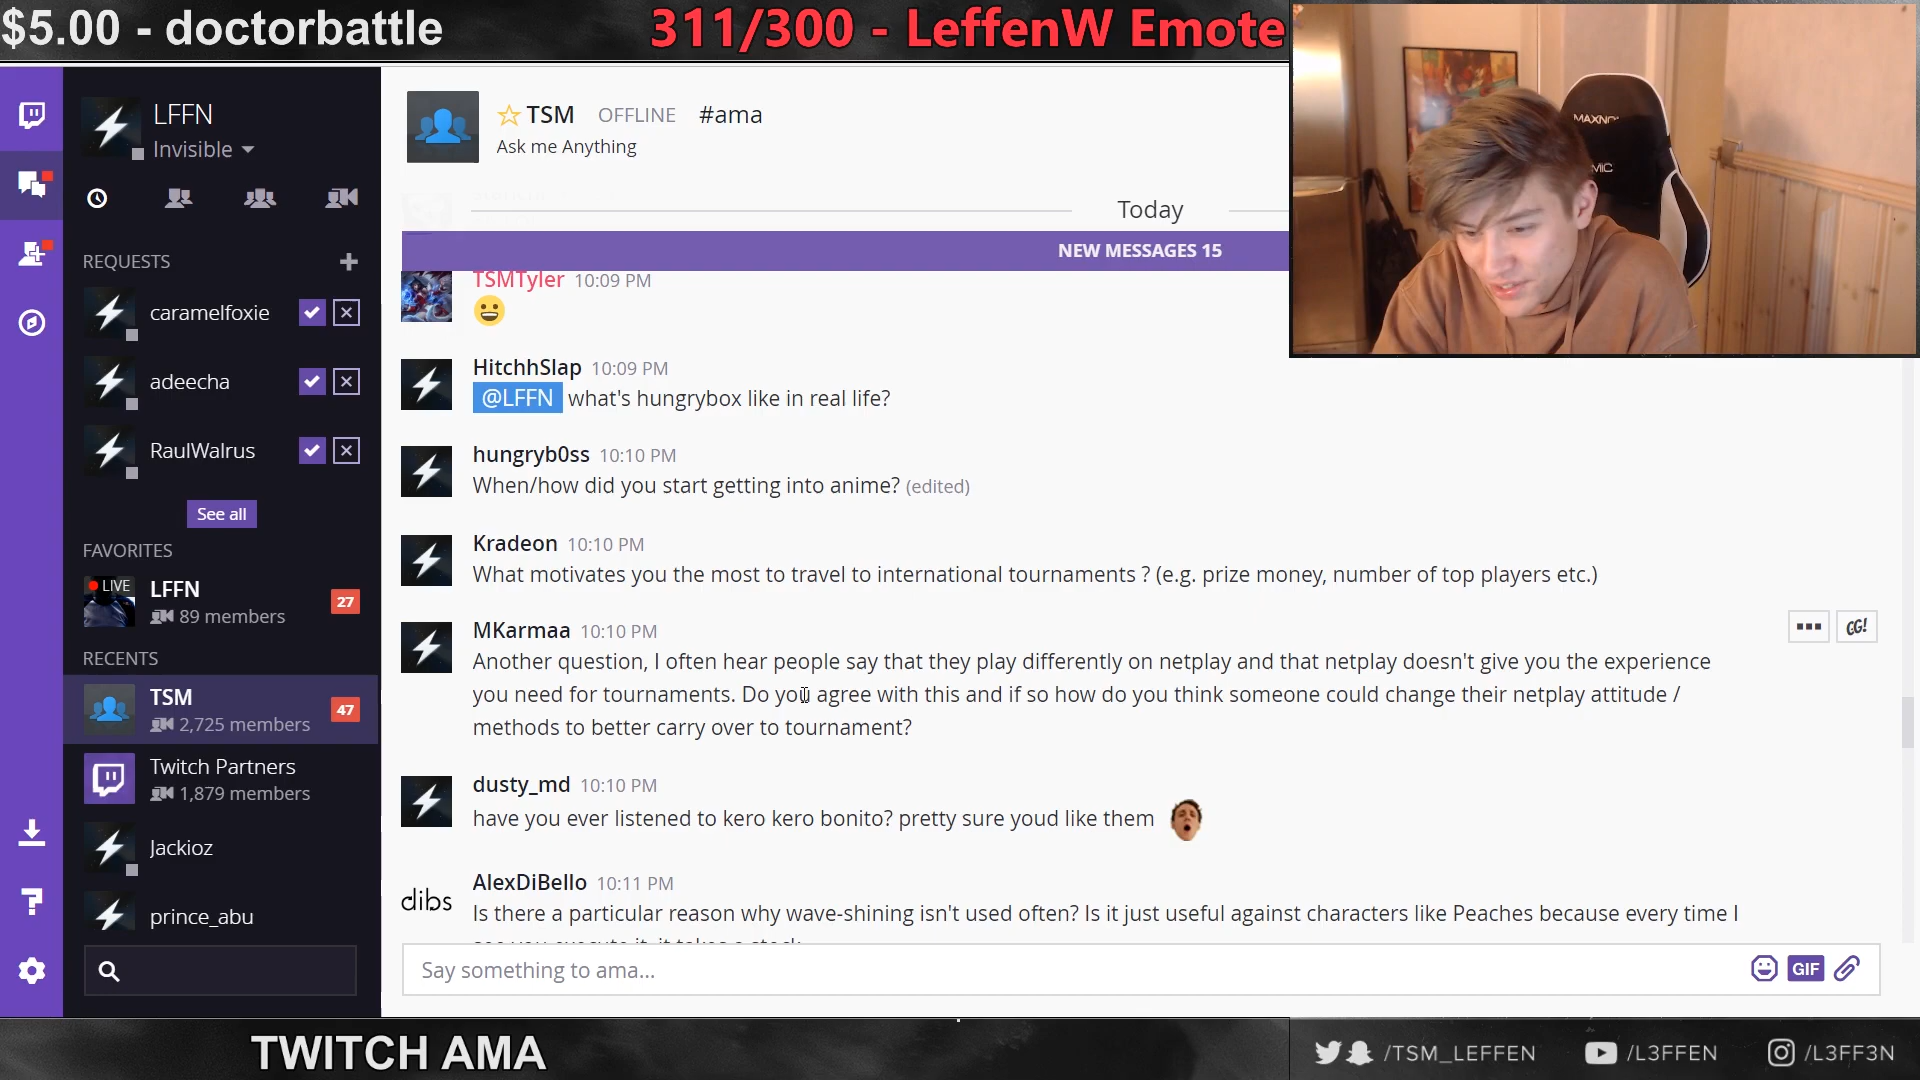 $5.00 - doctorbattle
311/300 - LeffenW Emote
LFFN
Invisible
REQUESTS
caramelfoxie
adeecha
RaulWalrus
See all
FAVORITES
LIVE
LFFN
89 members
27
RECENTS
TSM
2,725 members
47
Twitch Partners
1,879 members
Jackioz
prince_abu
TSM OFFLINE #ama
Ask me Anything
Today
NEW MESSAGES 15
TSMTyler 10:09 PM
HitchhSlap 10:09 PM
@LFFN what's hungrybox like in real life?
hungryb0ss 10:10 PM
When/how did you start getting into anime? (edited)
Kradeon 10:10 PM
What motivates you the most to travel to international tournaments ? (e.g. prize money, number of top players etc.)
MKarmaa 10:10 PM
GG!
Another question, I often hear people say that they play differently on netplay and that netplay doesn't give you the experience
you need for tournaments. Do you agree with this and if so how do you think someone could change their netplay attitude /
methods to better carry over to tournament?
dusty_md 10:10 PM
have you ever listened to kero kero bonito? pretty sure youd like them
dibs
AlexDiBello 10:11 PM
Is there a particular reason why wave-shining isn't used often? Is it just useful against characters like Peaches because every time I
Say something to ama...
GIF
MAXNO
MIC
TWITCH AMA
/TSM_LEFFEN
/L3FFEN
/L3FF3N